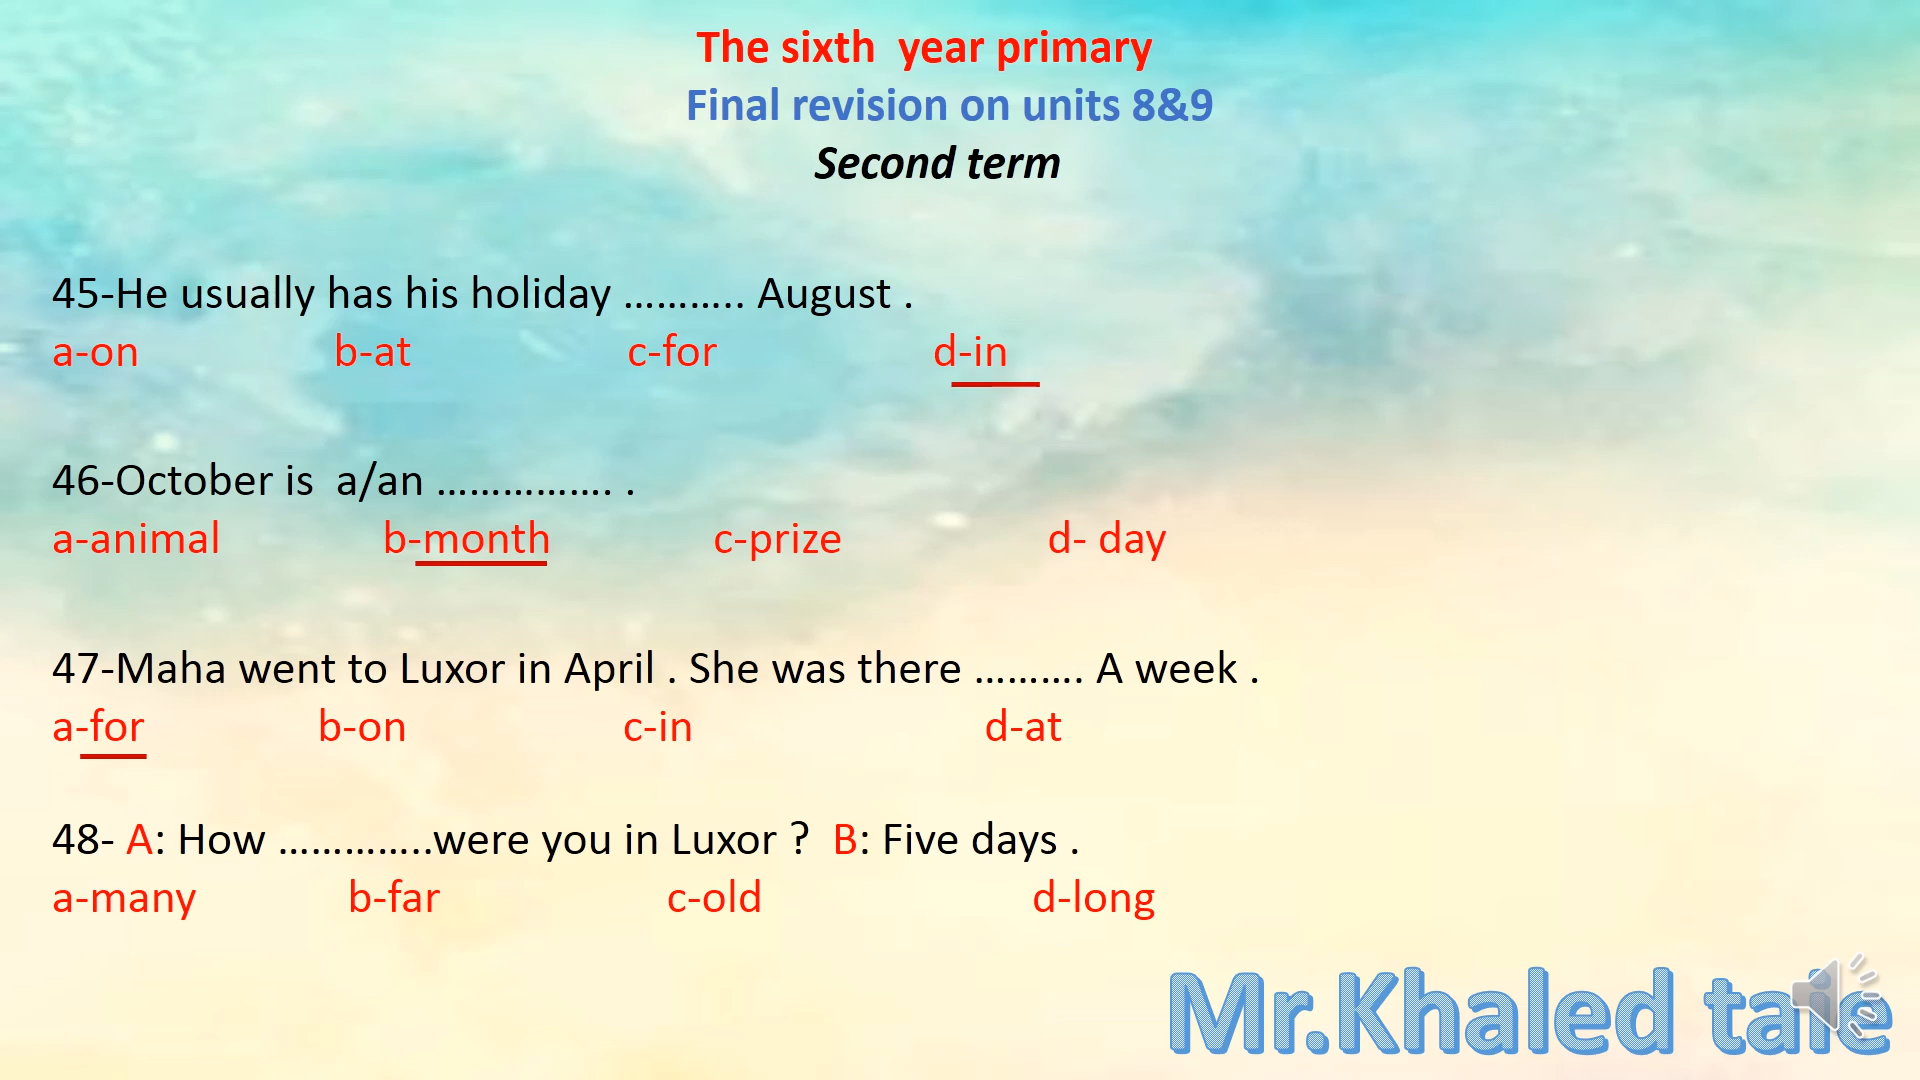 The sixth year primary
Final revision on units 8&9
Second term
45-He usually has his holiday ……….. August .
a-on b-at c-for d-in
46-October is a/an ……………. .
a-animal b-month c-prize d- day
47-Maha went to Luxor in April . She was there ………. A week .
a-for b-on c-in d-at
48- A: How …………..were you in Luxor ? B: Five days .
a-many b-far c-old d-long
Mr.Khaled